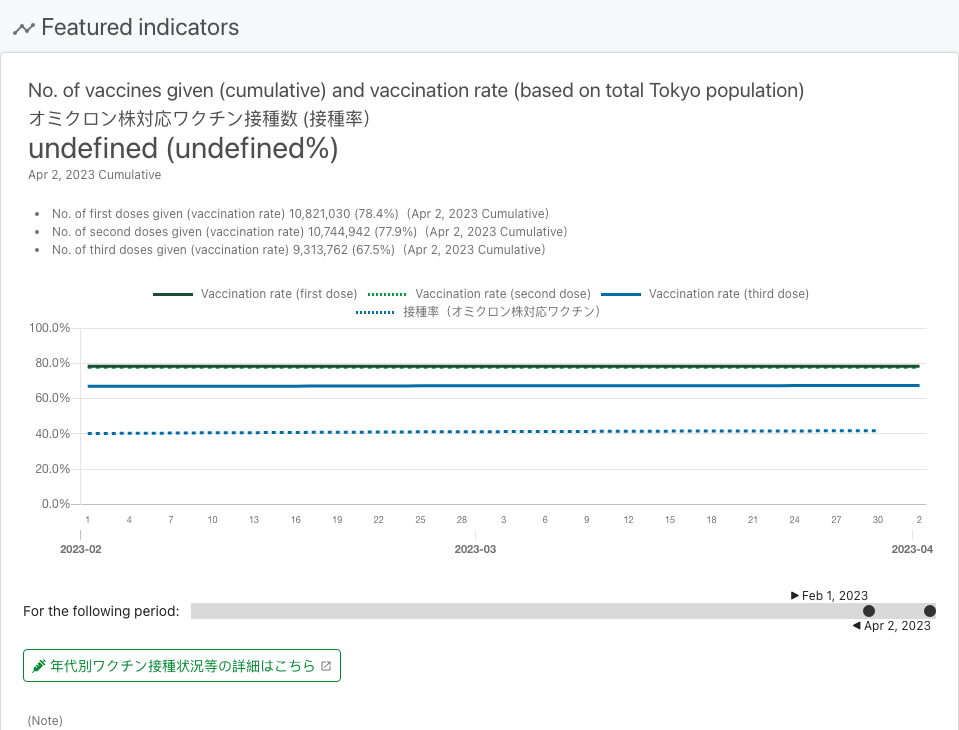 Featured indicators
No. of vaccines given (cumulative) and vaccination rate (based on total Tokyo population)
オミクロン株対応ワクチン接種数 (接種率）
undefined (undefined%)
Apr 2, 2023 Cumulative
• No. of first doses given (vaccination rate) 10,821,030 (78.4%)（Apr 2, 2023 Cumulative)
• No. of second doses given (vaccination rate) 10,744,942 (77.9%)（Apr 2, 2023 Cumulative)
• No. of third doses given (vaccination rate) 9,313,762 (67.5%)（Apr 2, 2023 Cumulative)
Vaccination rate (first dose) Vaccination rate (second dose) Vaccination rate (third dose)
接種率（オミクロン株対応ワクチン）
100.0%
80.0%
60.0%
40.0%
20.0%
0.0%
1 4 7 10 13 16 19 22 25 28 3 6 9 12 15 18 21 24 27 30 2
2023-02 2023-03 2023-04
▶ Feb 1, 2023
For the following period:
◀ Apr 2, 2023
年代別ワクチン接種状況等の詳細はこちら
(Note)